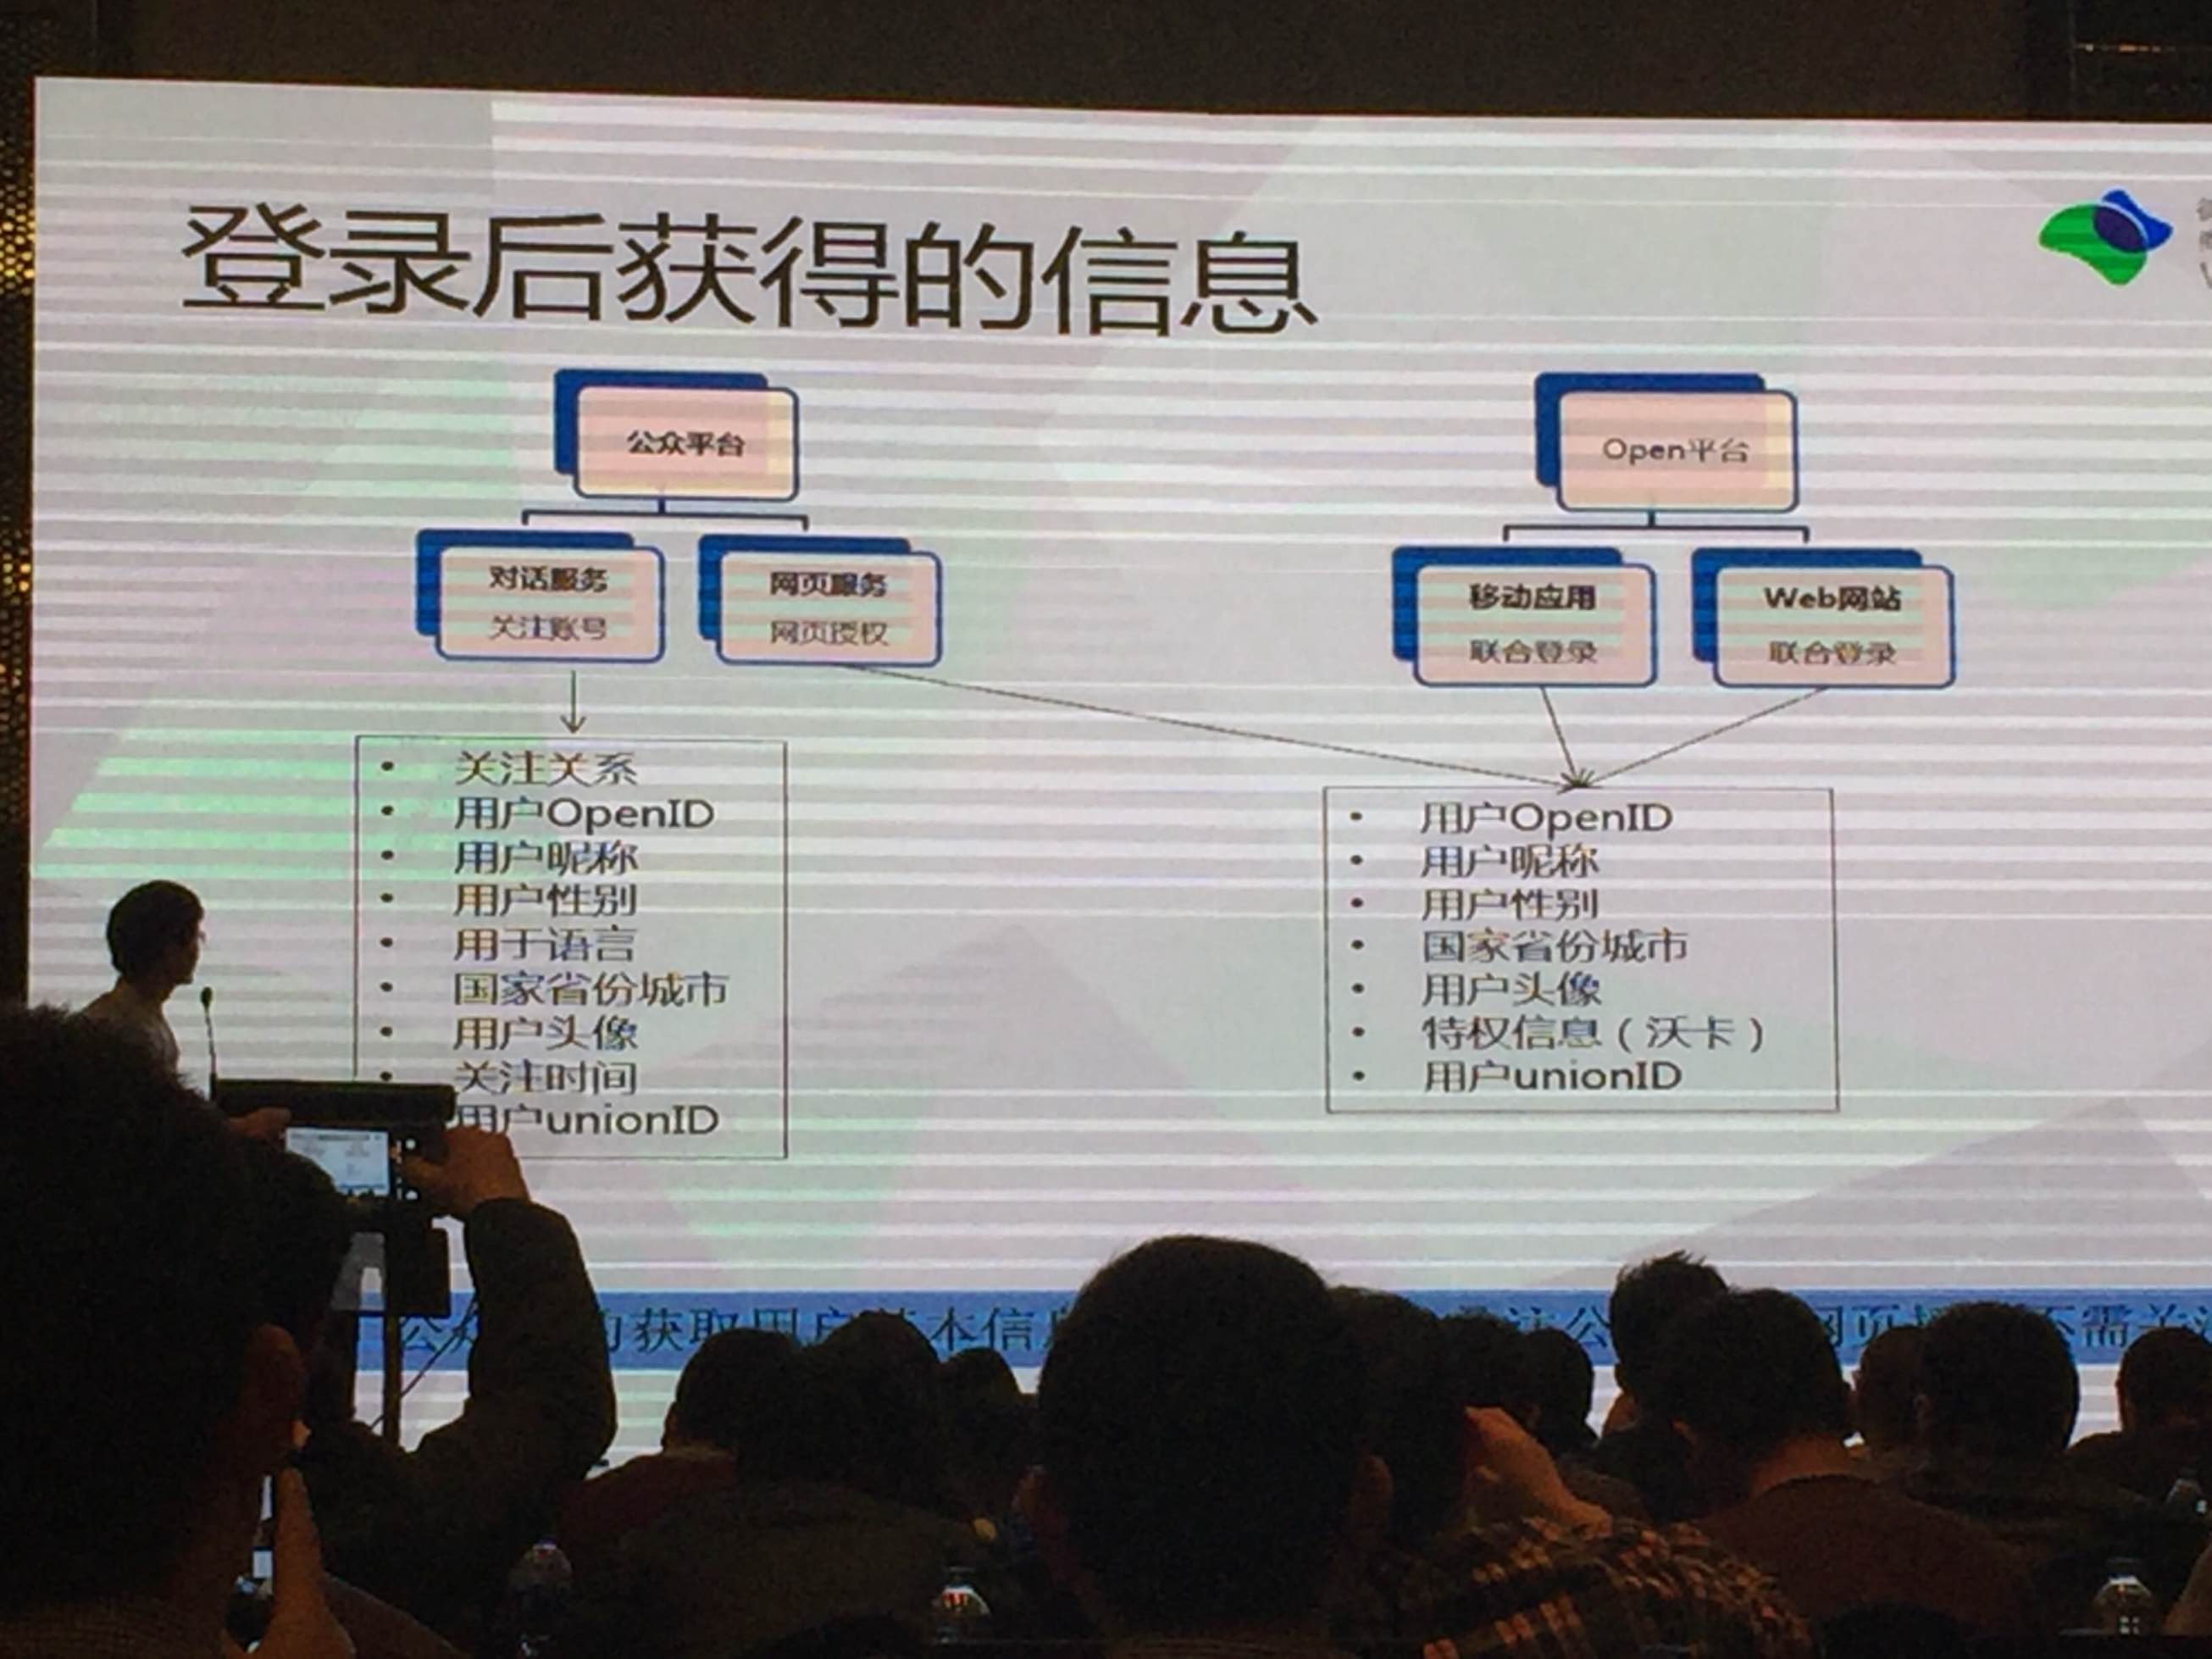 登录后获得的信息
公众平台
Open平台
对话服务
关注账号
网页服务
网页授权
移动应用
联合登录
Web网站
联合登录
• 关注关系
• 用户OpenID
• 用户昵称
• 用户性别
• 用于语言
• 国家省份城市
• 用户头像
• 关注时间
用户unionID
• 用户OpenID
• 用户昵称
• 用户性别
• 国家省份城市
• 用户头像
• 特权信息（沃卡）
• 用户unionID
公众 获取用户基本信息 公 网页 不需关